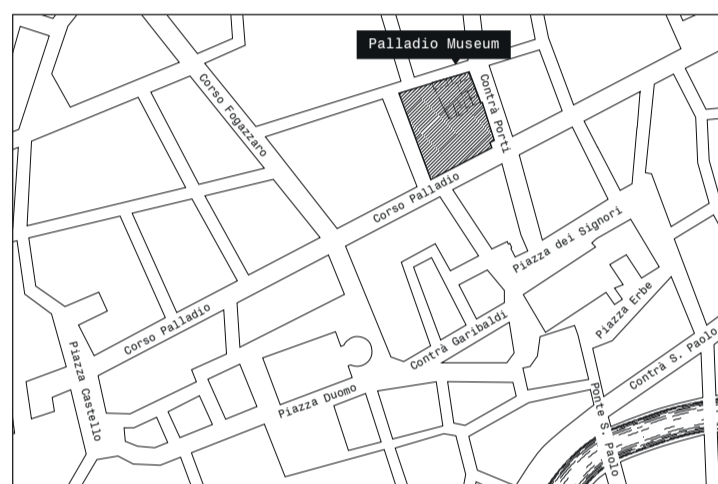 Palladio Museum
Corso Fogazzaro
Contrà Porti
Corso Palladio
Piazza dei Signori
Piazza Erbe
Corso Palladio
Contrà Garibaldi
Contrà S. Paolo
Piazza Castello
Piazza Duomo
Ponte S. Paolo